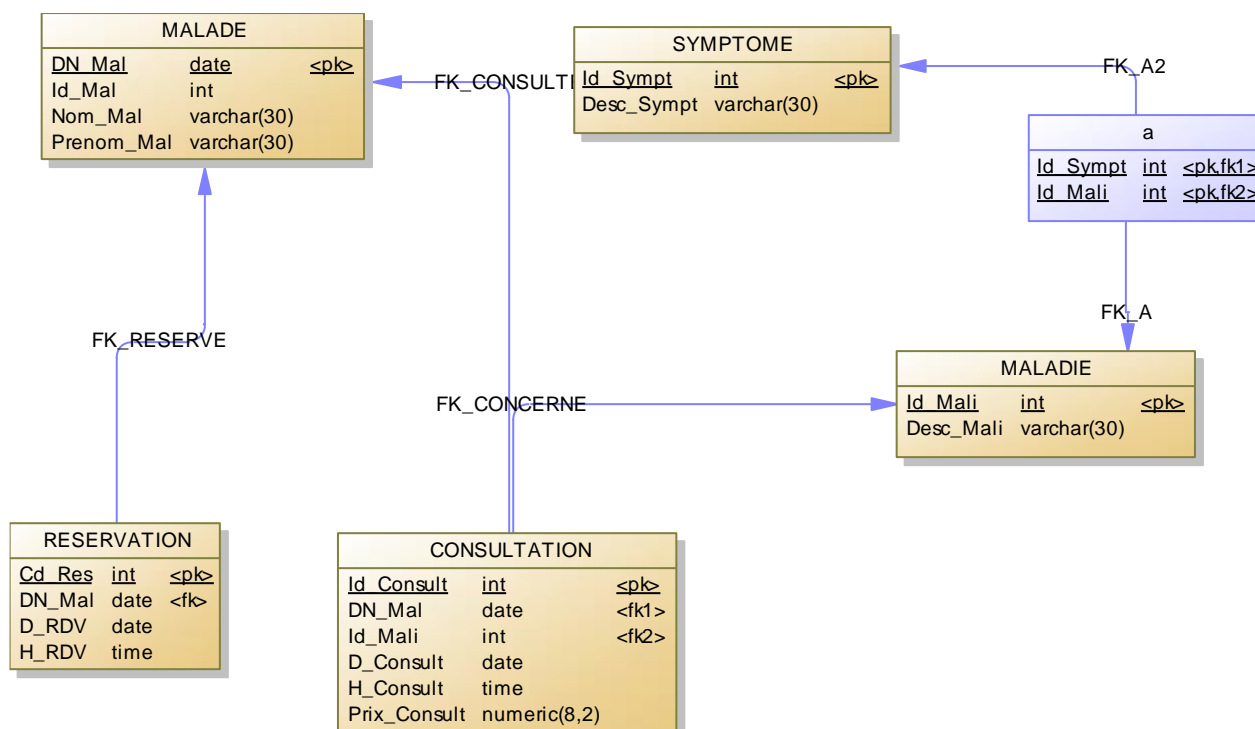 MALADE
DN_Mal date <pk>
Id_Mal int
Nom_Mal varchar(30)
Prenom_Mal varchar(30)
FK_CONSULTI
SYMPTOME
Id_Sympt int <pk>
Desc_Sympt varchar(30)
FK_A2
a
Id_Sympt int <pk,fk1>
Id_Mali int <pk,fk2>
FK_A
FK_RESERVE
MALADIE
Id_Mali int <pk>
Desc_Mali varchar(30)
FK_CONCERNE
RESERVATION
Cd_Res int <pk>
DN_Mal date <fk>
D_RDV date
H_RDV time
CONSULTATION
Id_Consult int <pk>
DN_Mal date <fk1>
Id_Mali int <fk2>
D_Consult date
H_Consult time
Prix_Consult numeric(8,2)